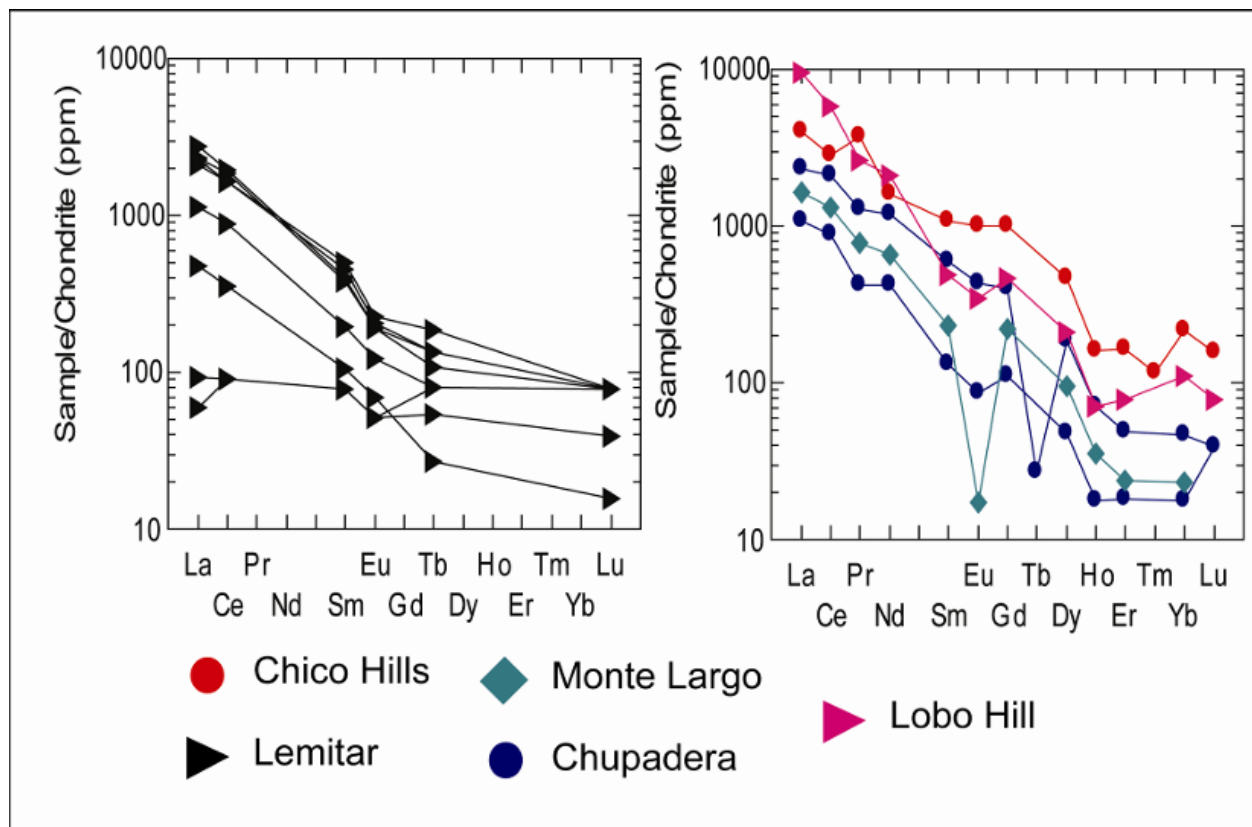 Sample/Chondrite (ppm)
10000
1000
100
10
La Pr Eu Tb Ho Tm Lu
Ce Nd Sm Gd Dy Er Yb
Sample/Chondrite (ppm)
10000
1000
100
10
La Pr Eu Tb Ho Tm Lu
Ce Nd Sm Gd Dy Er Yb
Chico Hills
Monte Largo
Lobo Hill
Lemitar
Chupadera